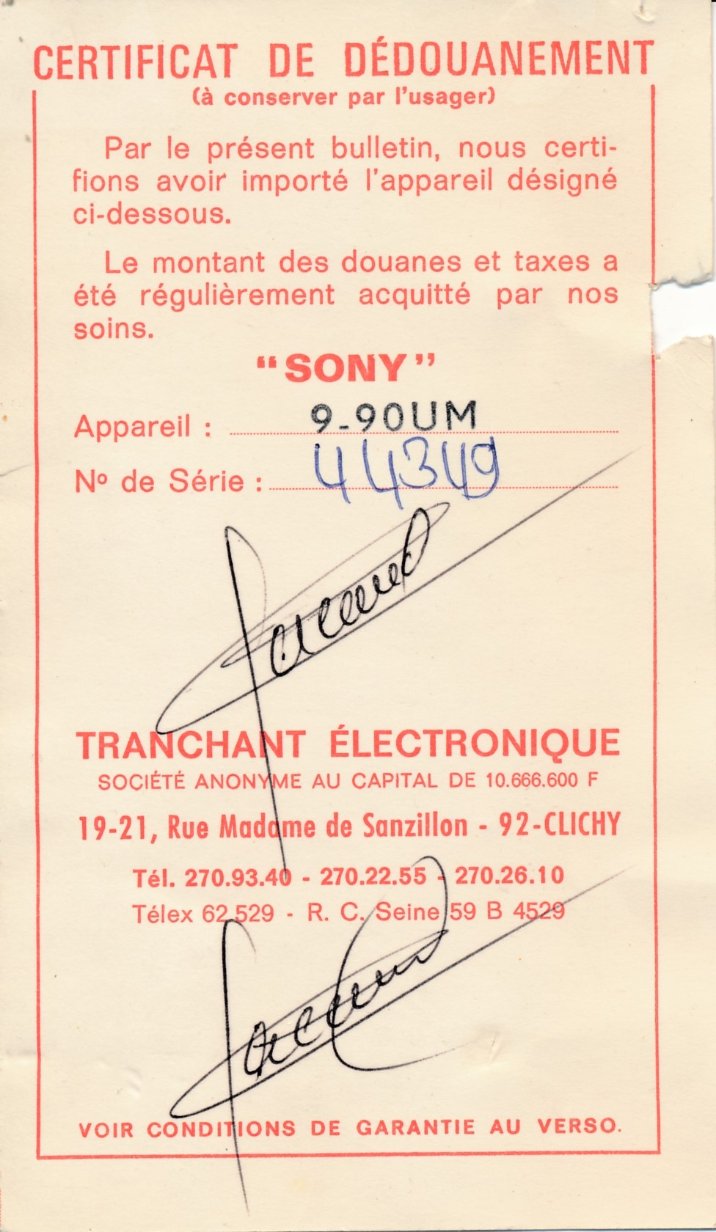 CERTIFICAT DE DÉDOUANEMENT
(à conserver par l'usager)
Par le présent bulletin, nous certi-
fions avoir importé l'appareil désigné
ci-dessous.
Le montant des douanes et taxes a
été régulièrement acquitté par nos
soins.
"SONY"
Appareil : 9-90UM
Nº de Série : 44349
TRANCHANT ÉLECTRONIQUE
SOCIÉTÉ ANONYME AU CAPITAL DE 10.666.600 F
19-21, Rue Madame de Sanzillon - 92-CLICHY
Tél. 270.93.40 - 270.22.55 - 270.26.10
Télex 62,529 - R. C. Seine 59 B 4529
VOIR CONDITIONS DE GARANTIE AU VERSO.